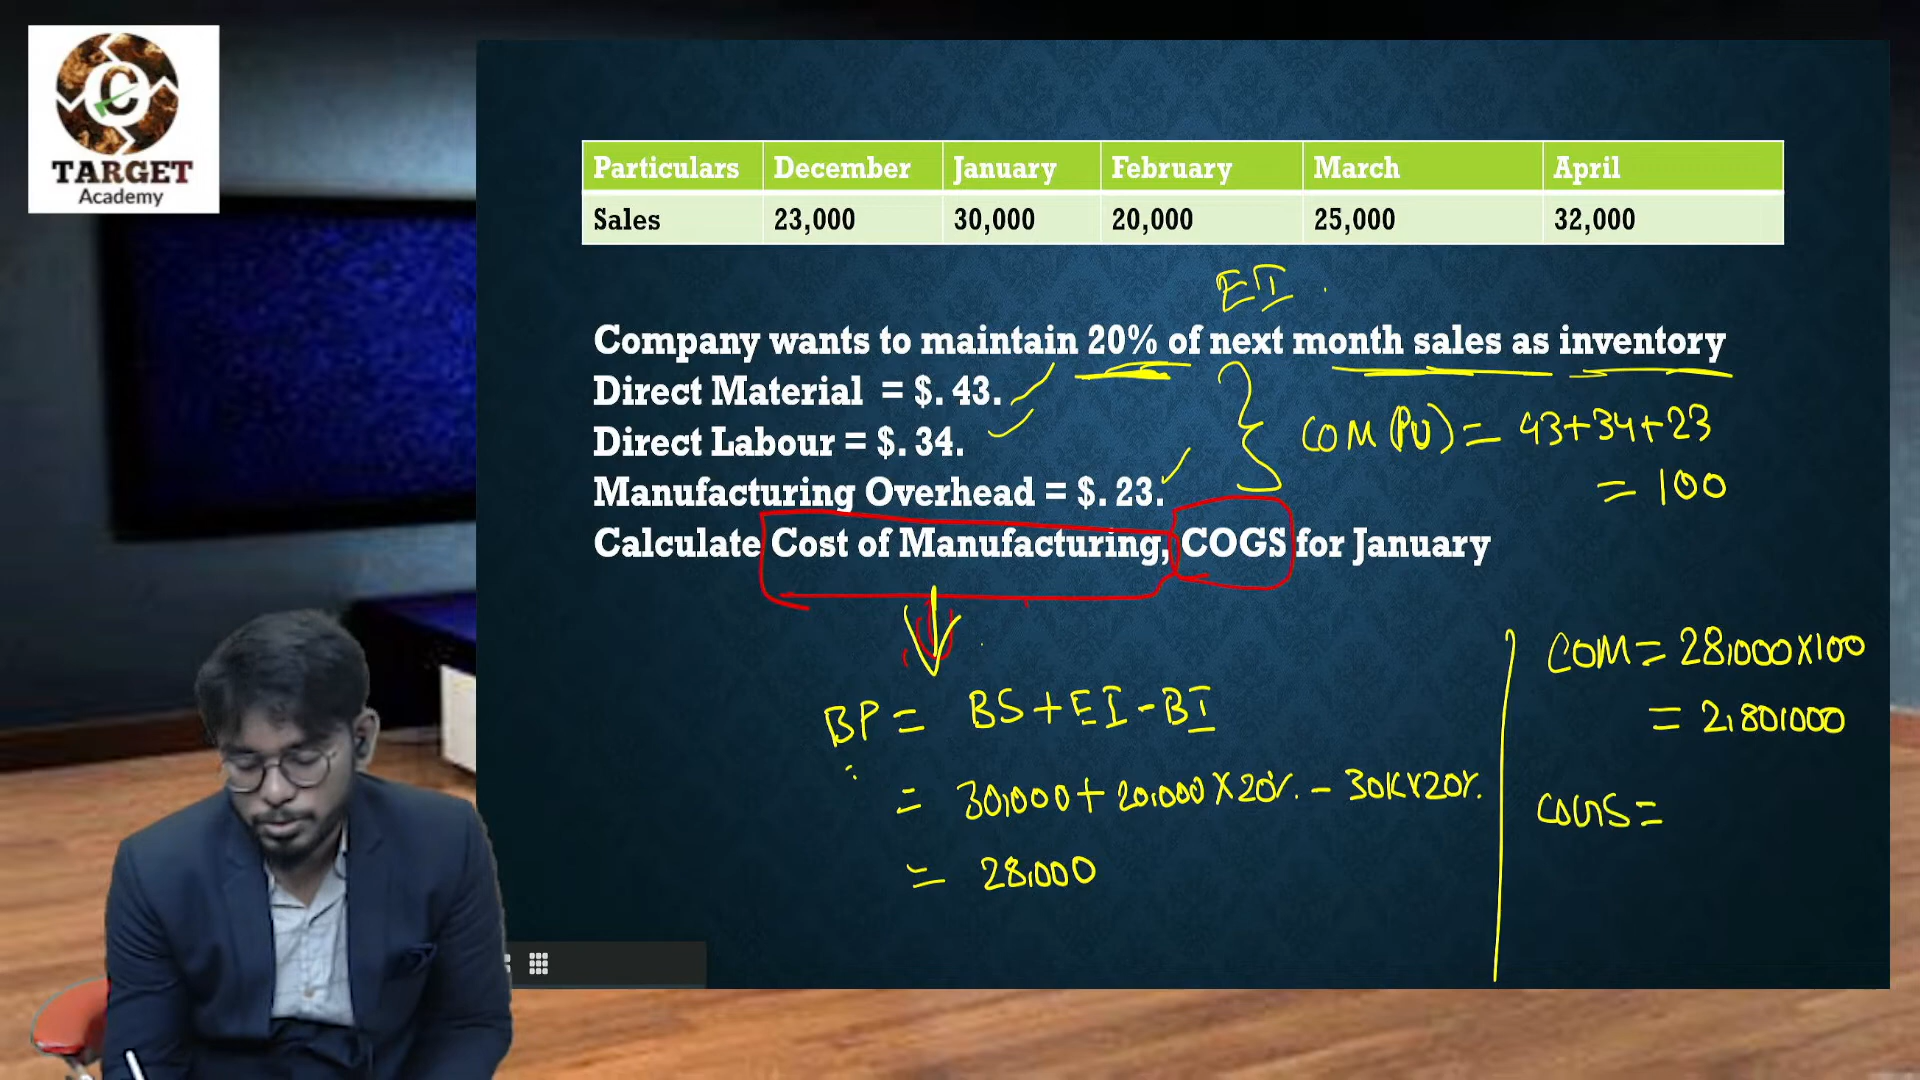 TARGET
Academy
Particulars December January February March April
Sales 23,000 30,000 20,000 25,000 32,000
EI
Company wants to maintain 20% of next month sales as inventory
Direct Material = $. 43.
Direct Labour = $. 34.
Manufacturing Overhead = $. 23.
Calculate Cost of Manufacturing, COGS for January
COM (PU) = 43+34+23
= 100
BP = BS + EI - BI
= 30,000 + 20,000 X 20% - 30K X 20%
= 28,000
COM = 28,000 X 100
= 2,80,000
COGS =